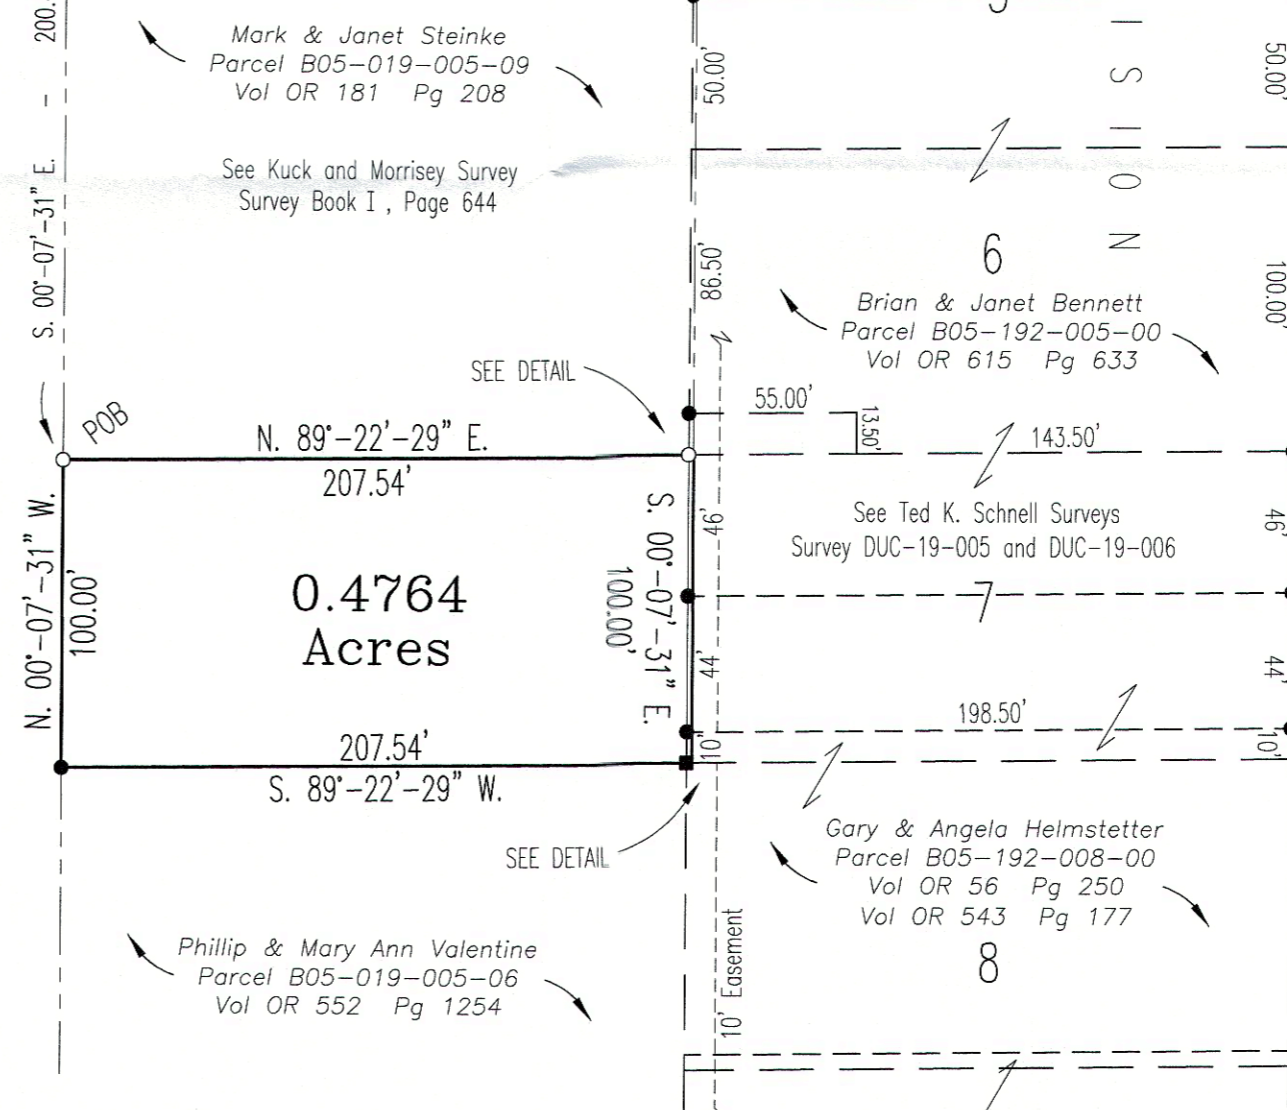 200.
Mark & Janet Steinke
Parcel B05-019-005-09
Vol OR 181 Pg 208
See Kuck and Morrisey Survey
Survey Book I , Page 644
S. 00°-07'-31" E. -
50.00'
86.50'
I S I O N
50.00'
100.00'
6
Brian & Janet Bennett
Parcel B05-192-005-00
Vol OR 615 Pg 633
SEE DETAIL
POB
55.00'
13.50'
143.50'
N. 89°-22'-29" E.
207.54'
N. 00°-07'-31" W.
100.00'
0.4764
Acres
S. 00°-07'-31" E.
100.00'
46'
44'
10'
See Ted K. Schnell Surveys
Survey DUC-19-005 and DUC-19-006
7
198.50'
46'
44'
10'
207.54'
S. 89°-22'-29" W.
SEE DETAIL
Gary & Angela Helmstetter
Parcel B05-192-008-00
Vol OR 56 Pg 250
Vol OR 543 Pg 177
8
Phillip & Mary Ann Valentine
Parcel B05-019-005-06
Vol OR 552 Pg 1254
10' Easement